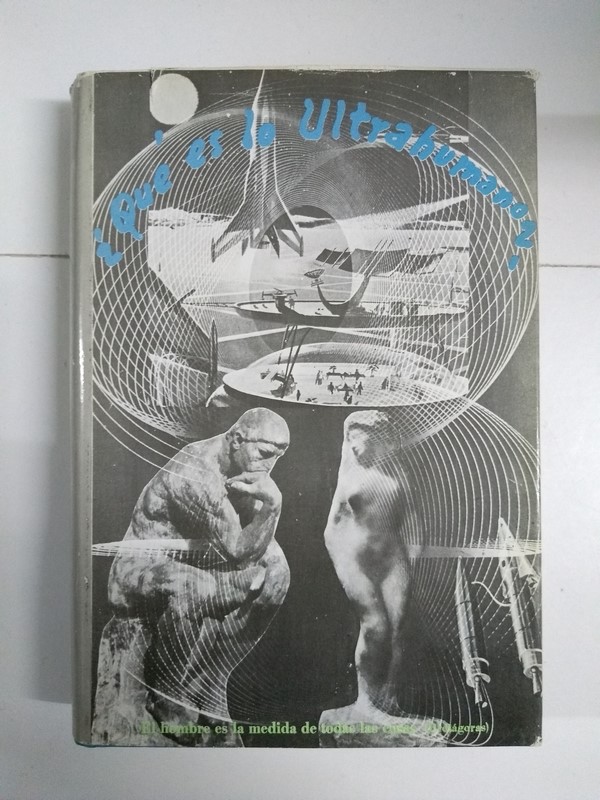 ¿Qué es lo Ultrahumano?
El hombre es la medida de todas las cosas (Protágoras)